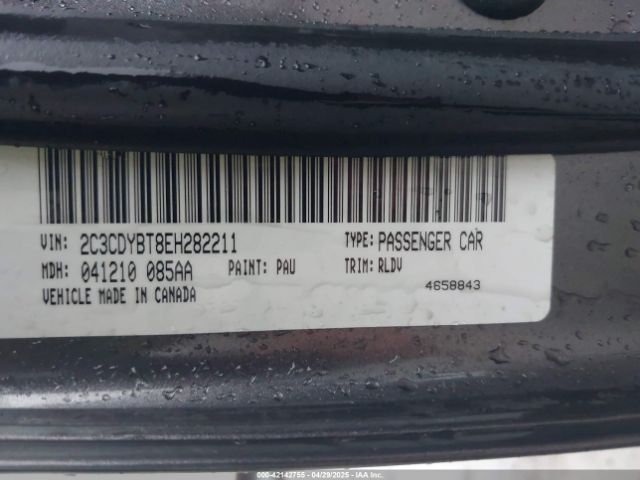 VIN: 2C3CDYBT8EH282211 TYPE: PASSENGER CAR
MDH: 041210 085AA PAINT: PAU TRIM: RLDV
VEHICLE MADE IN CANADA 4658843
000-42142755 - 04/29/2025 - IAA Inc.